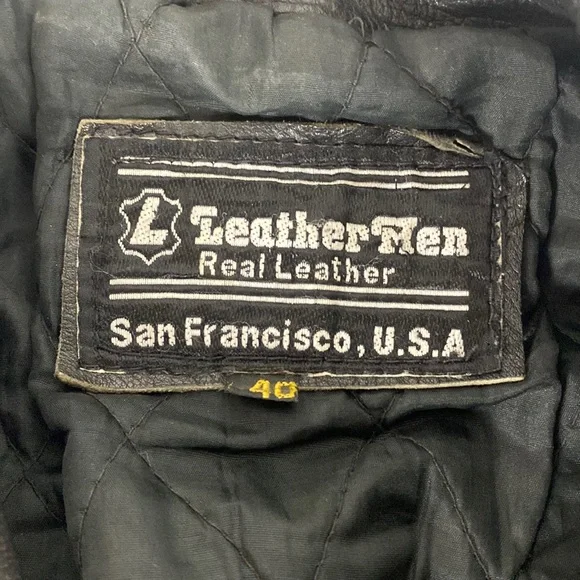 L LeatherMen
Real Leather
San Francisco, U.S.A
40